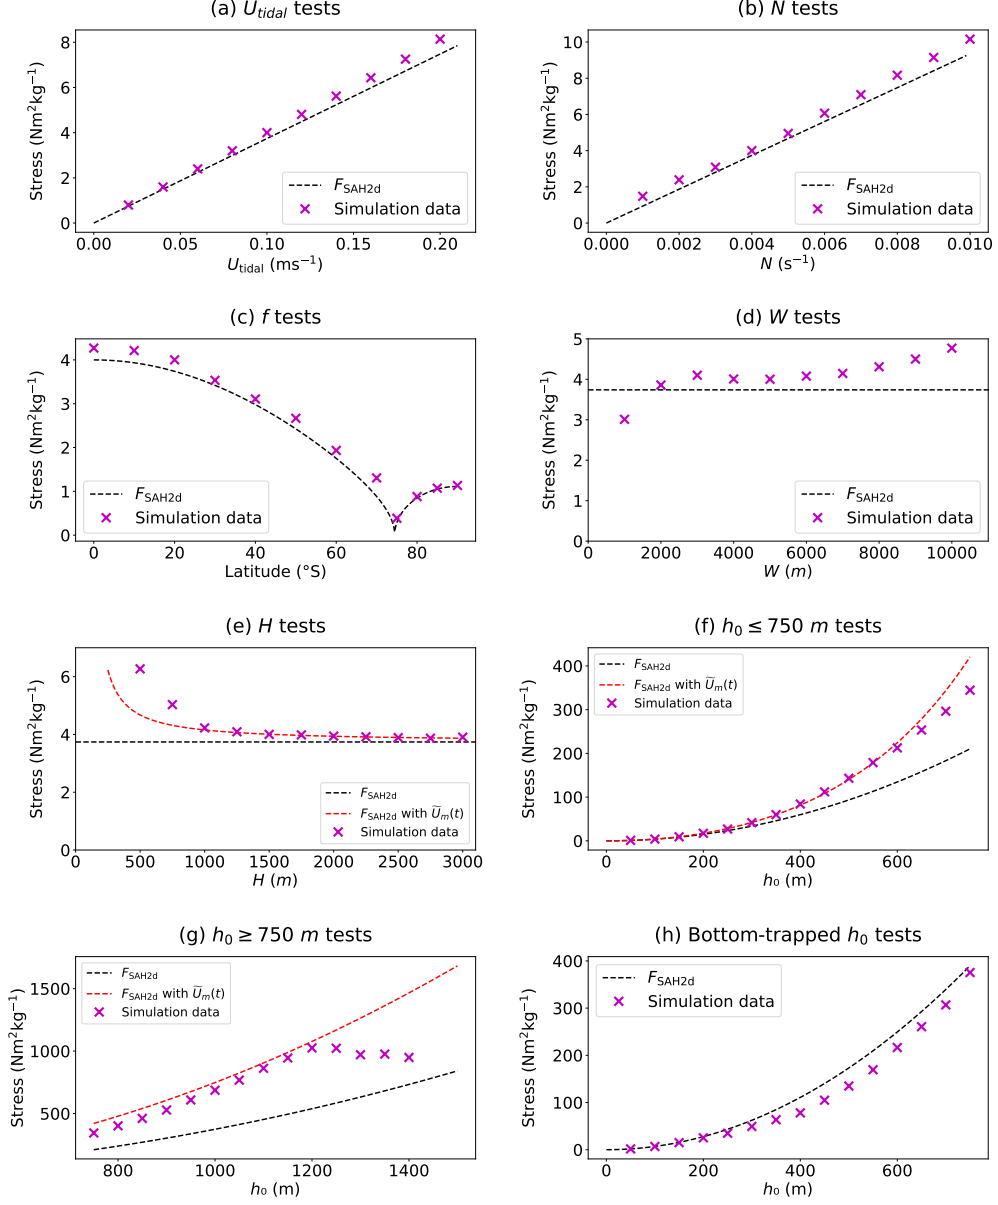 (a) U_tidal tests
Stress (Nm²kg⁻¹)
8
6
4
2
0
F_SAH2d
Simulation data
0.00 0.05 0.10 0.15 0.20
U_tidal (ms⁻¹)
(b) N tests
Stress (Nm²kg⁻¹)
10
8
6
4
2
0
F_SAH2d
Simulation data
0.000 0.002 0.004 0.006 0.008 0.010
N (s⁻¹)
(c) f tests
Stress (Nm²kg⁻¹)
4
3
2
1
0
F_SAH2d
Simulation data
0 20 40 60 80
Latitude (°S)
(d) W tests
Stress (Nm²kg⁻¹)
5
4
3
2
1
0
F_SAH2d
Simulation data
0 2000 4000 6000 8000 10000
W (m)
(e) H tests
Stress (Nm²kg⁻¹)
6
4
2
0
F_SAH2d
F_SAH2d with Ũ_m(t)
Simulation data
0 500 1000 1500 2000 2500 3000
H (m)
(f) h₀ ≤ 750 m tests
Stress (Nm²kg⁻¹)
400
300
200
100
0
F_SAH2d
F_SAH2d with Ũ_m(t)
Simulation data
0 200 400 600
h₀ (m)
(g) h₀ ≥ 750 m tests
Stress (Nm²kg⁻¹)
1500
1000
500
F_SAH2d
F_SAH2d with Ũ_m(t)
Simulation data
800 1000 1200 1400
h₀ (m)
(h) Bottom-trapped h₀ tests
Stress (Nm²kg⁻¹)
400
300
200
100
0
F_SAH2d
Simulation data
0 200 400 600
h₀ (m)